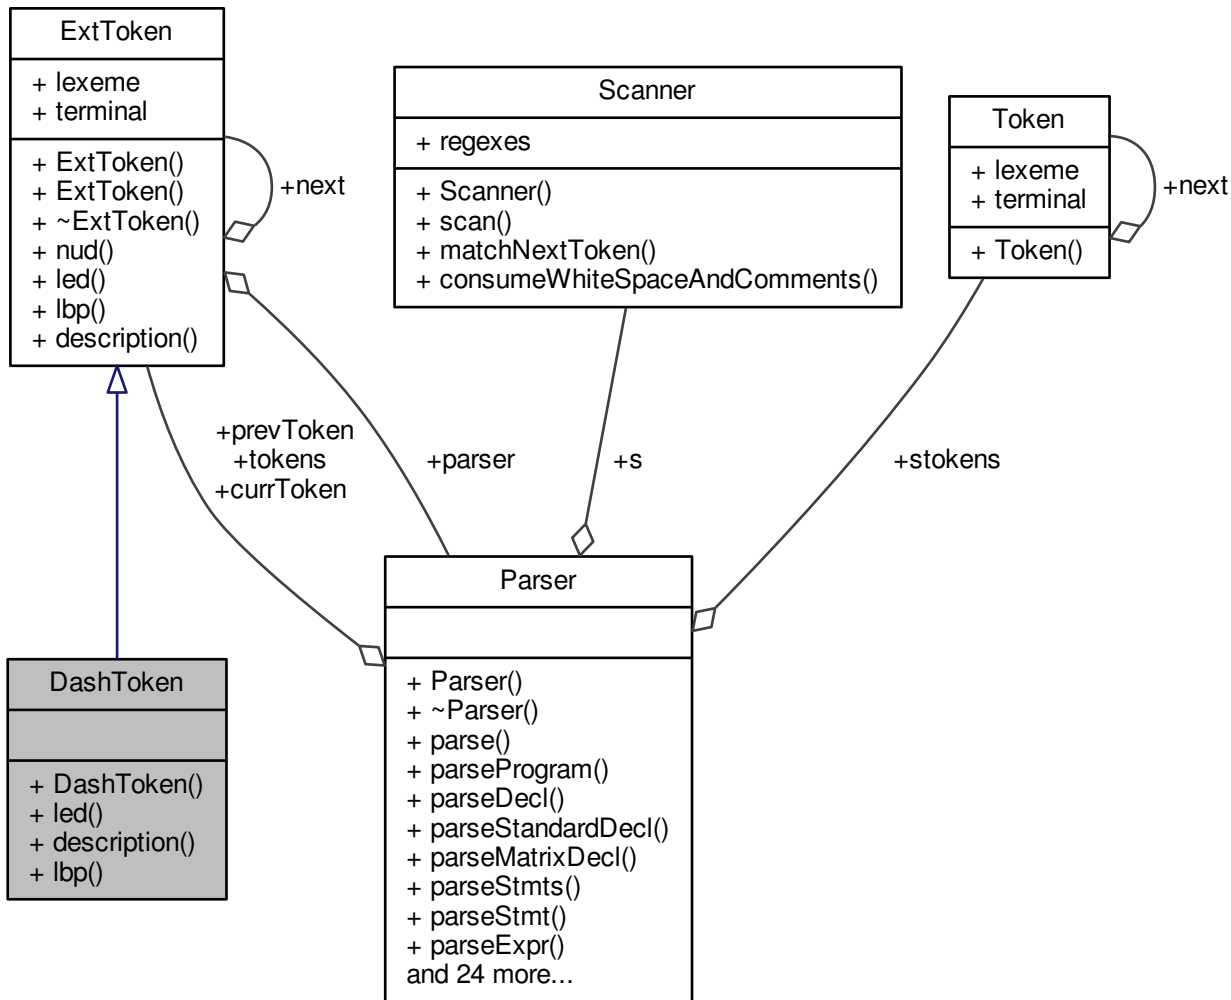 ExtToken
+ lexeme
+ terminal
+ ExtToken()
+ ExtToken()
+ ~ExtToken()
+ nud()
+ led()
+ lbp()
+ description()
+next
Scanner
+ regexes
+ Scanner()
+ scan()
+ matchNextToken()
+ consumeWhiteSpaceAndComments()
Token
+ lexeme
+ terminal
+ Token()
+next
+prevToken
+tokens
+currToken
+parser
+s
+stokens
DashToken
+ DashToken()
+ led()
+ description()
+ lbp()
Parser
+ Parser()
+ ~Parser()
+ parse()
+ parseProgram()
+ parseDecl()
+ parseStandardDecl()
+ parseMatrixDecl()
+ parseStmts()
+ parseStmt()
+ parseExpr()
and 24 more...